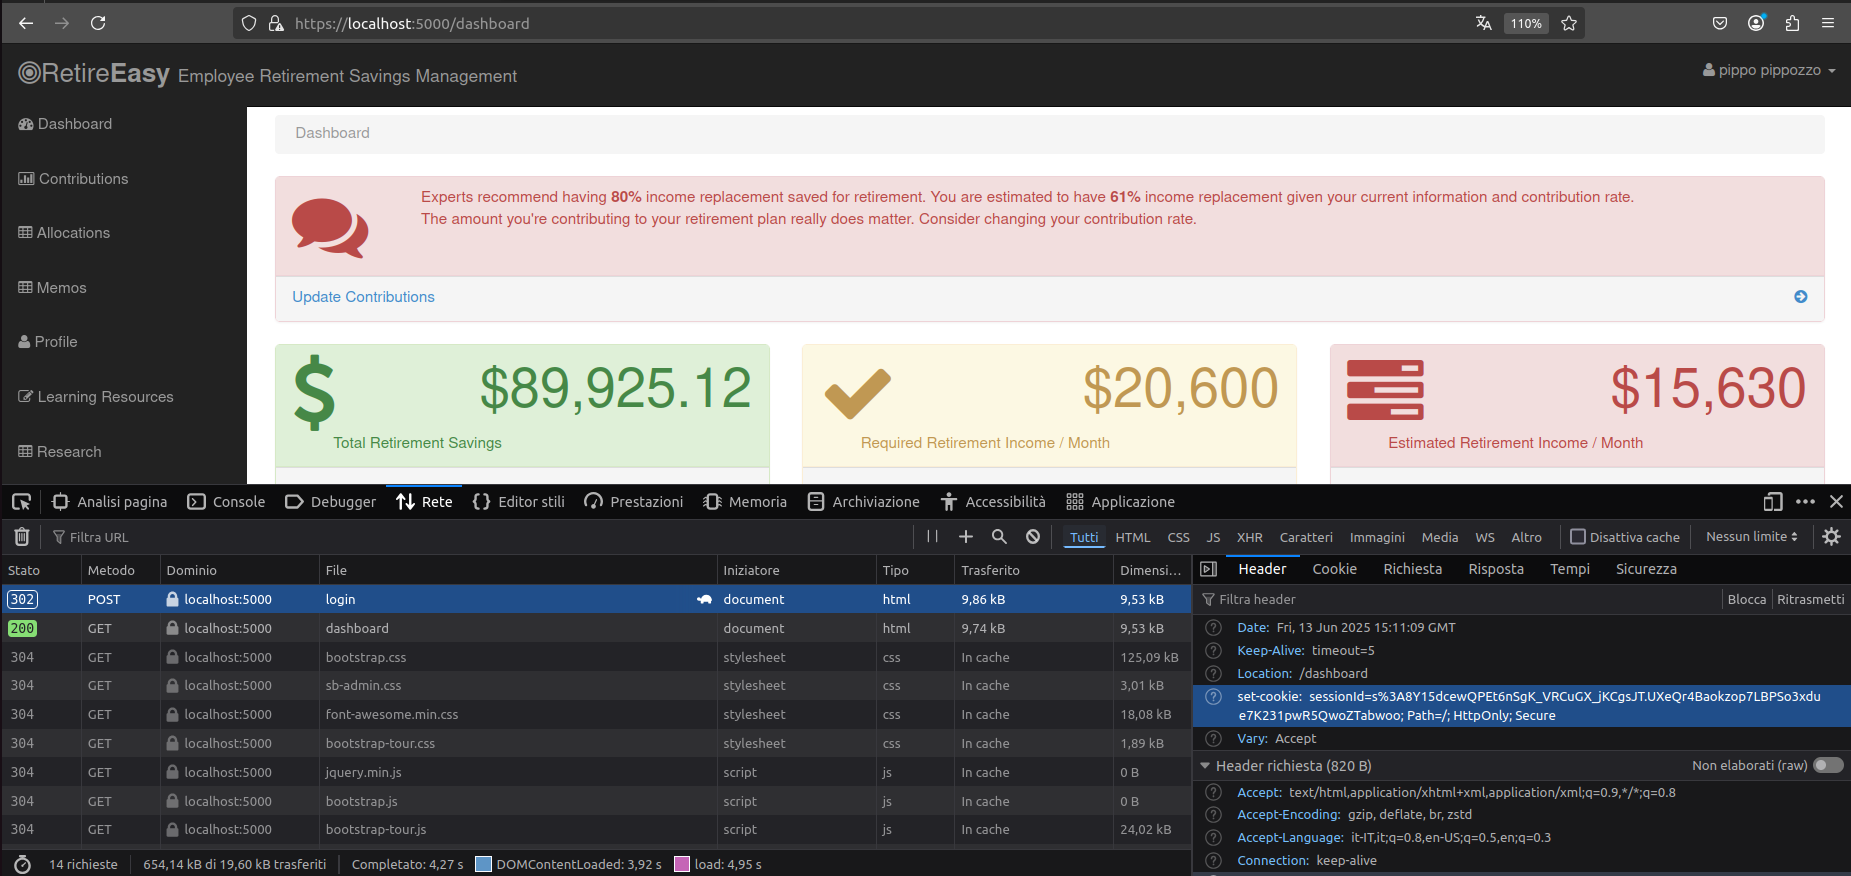 https://localhost:5000/dashboard
110%
RetireEasy Employee Retirement Savings Management
pippo pippozzo
Dashboard
Contributions
Allocations
Memos
Profile
Learning Resources
Research
Dashboard
Experts recommend having 80% income replacement saved for retirement. You are estimated to have 61% income replacement given your current information and contribution rate.
The amount you're contributing to your retirement plan really does matter. Consider changing your contribution rate.
Update Contributions
$89,925.12
Total Retirement Savings
$20,600
Required Retirement Income / Month
$15,630
Estimated Retirement Income / Month
Analisi pagina Console Debugger Rete Editor stili Prestazioni Memoria Archiviazione Accessibilità Applicazione
Filtra URL
Tutti HTML CSS JS XHR Caratteri Immagini Media WS Altro Disattiva cache Nessun limite
Stato Metodo Dominio File Iniziatore Tipo Trasferito Dimensi...
302 POST localhost:5000 login document html 9,86 kB 9,53 kB
200 GET localhost:5000 dashboard document html 9,74 kB 9,53 kB
304 GET localhost:5000 bootstrap.css stylesheet css In cache 125,09 kB
304 GET localhost:5000 sb-admin.css stylesheet css In cache 3,01 kB
304 GET localhost:5000 font-awesome.min.css stylesheet css In cache 18,08 kB
304 GET localhost:5000 bootstrap-tour.css stylesheet css In cache 1,89 kB
304 GET localhost:5000 jquery.min.js script js In cache 0 B
304 GET localhost:5000 bootstrap.js script js In cache 0 B
304 GET localhost:5000 bootstrap-tour.js script js In cache 24,02 kB
14 richieste 654,14 kB di 19,60 kB trasferiti Completato: 4,27 s DOMContentLoaded: 3,92 s load: 4,95 s
Header Cookie Richiesta Risposta Tempi Sicurezza
Filtra header Blocca Ritrasmetti
Date: Fri, 13 Jun 2025 15:11:09 GMT
Keep-Alive: timeout=5
Location: /dashboard
set-cookie: sessionId=s%3A8Y15dcewQPEt6nSgK_VRCuGX_jKCgsJT.UXeQr4Baokzop7LBPSo3xdu
e7K231pwR5QwoZTabwoo; Path=/; HttpOnly; Secure
Vary: Accept
Header richiesta (820 B) Non elaborati (raw)
Accept: text/html,application/xhtml+xml,application/xml;q=0.9,*/*;q=0.8
Accept-Encoding: gzip, deflate, br, zstd
Accept-Language: it-IT,it;q=0.8,en-US;q=0.5,en;q=0.3
Connection: keep-alive